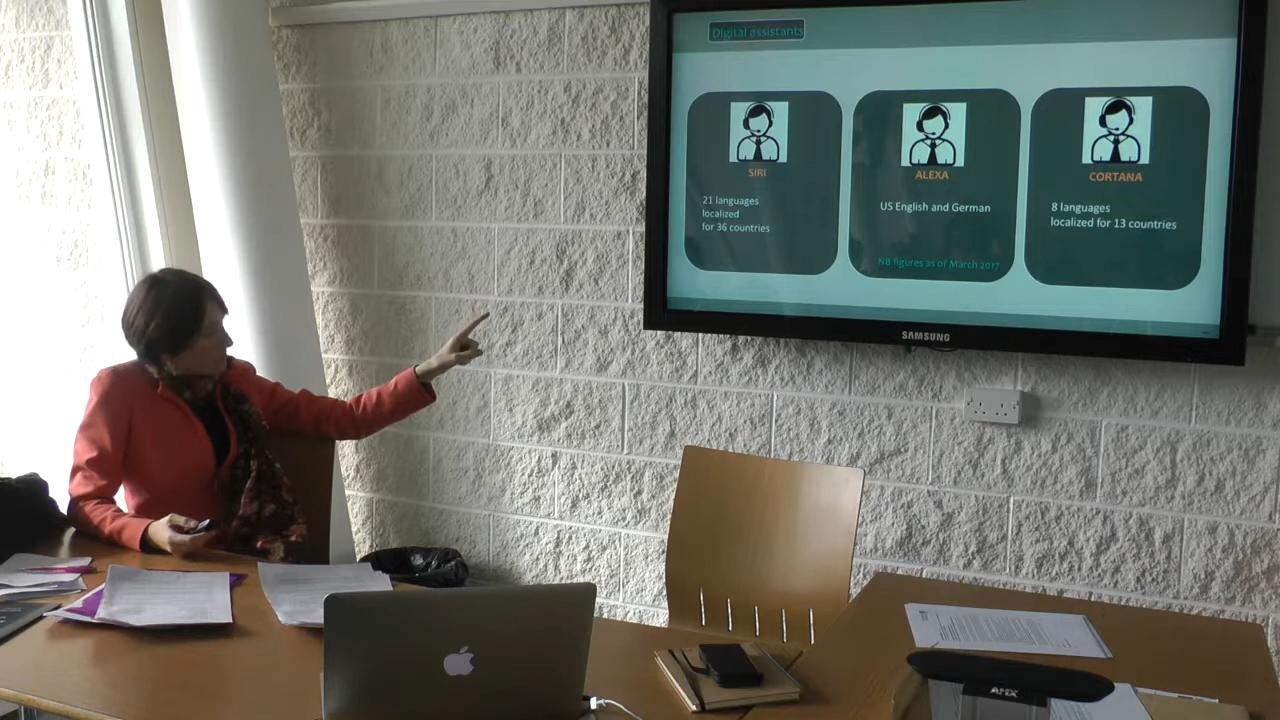 Digital assistants
SIRI
21 languages
localized
for 36 countries
ALEXA
US English and German
NB figures as of March 2017
CORTANA
8 languages
localized for 13 countries
SAMSUNG
AMX